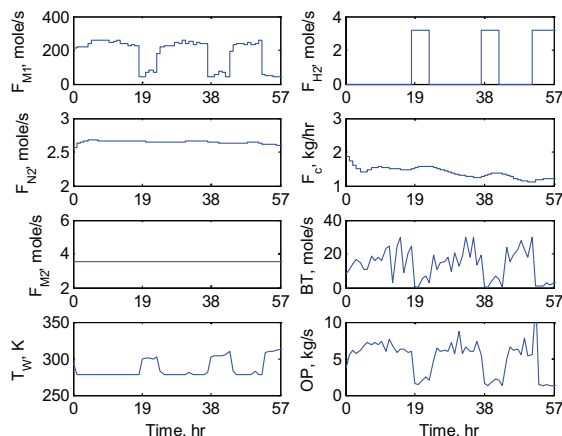 400
200
0
0 19 38 57
F_M1, mole/s
4
2
0
0 19 38 57
F_H2, mole/s
3
2.5
2
0 19 38 57
F_N2, mole/s
3
2
1
0 19 38 57
F_c, kg/hr
6
4
2
0 19 38 57
F_M2, mole/s
40
20
0
0 19 38 57
BT, mole/s
350
300
250
0 19 38 57
T_W, K
Time, hr
10
5
0
0 19 38 57
OP, kg/s
Time, hr